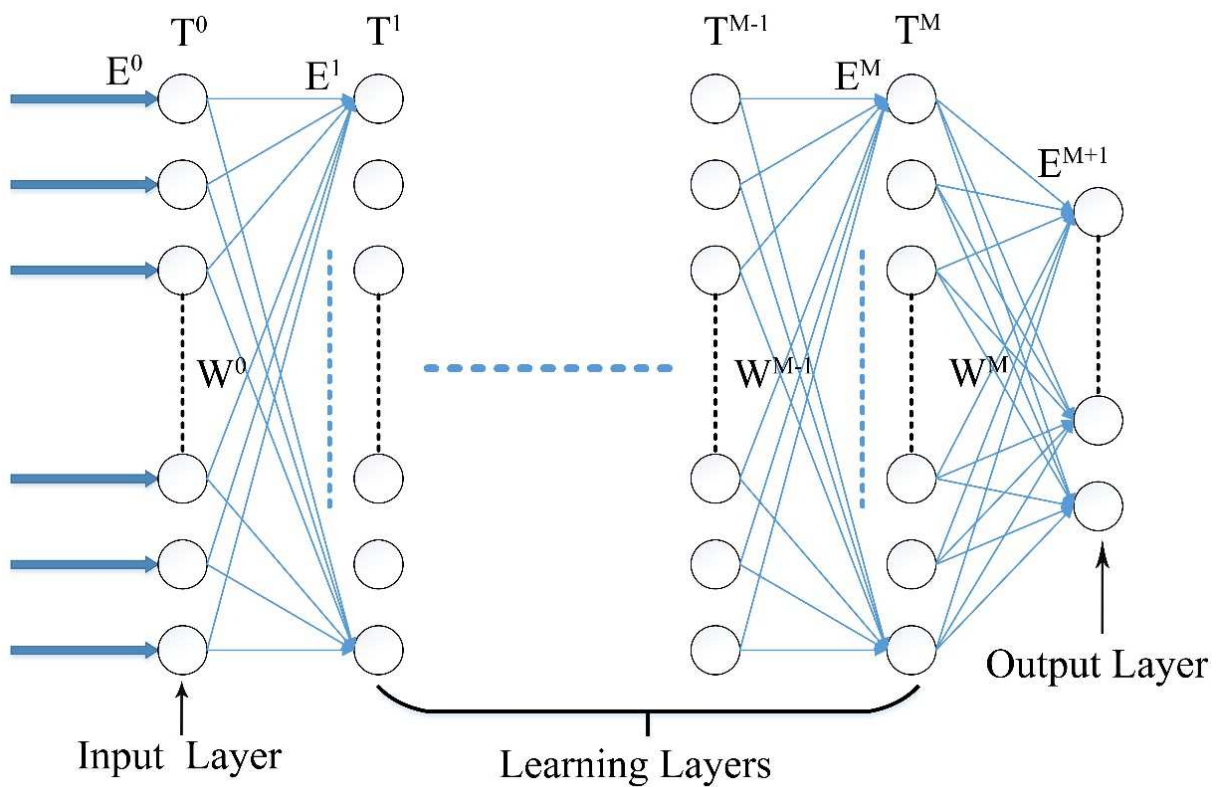 T⁰ T¹ Tᴹ⁻¹ Tᴹ
E⁰ E¹ Eᴹ
Eᴹ⁺¹
W⁰ Wᴹ⁻¹ Wᴹ
Output Layer
Input Layer
Learning Layers